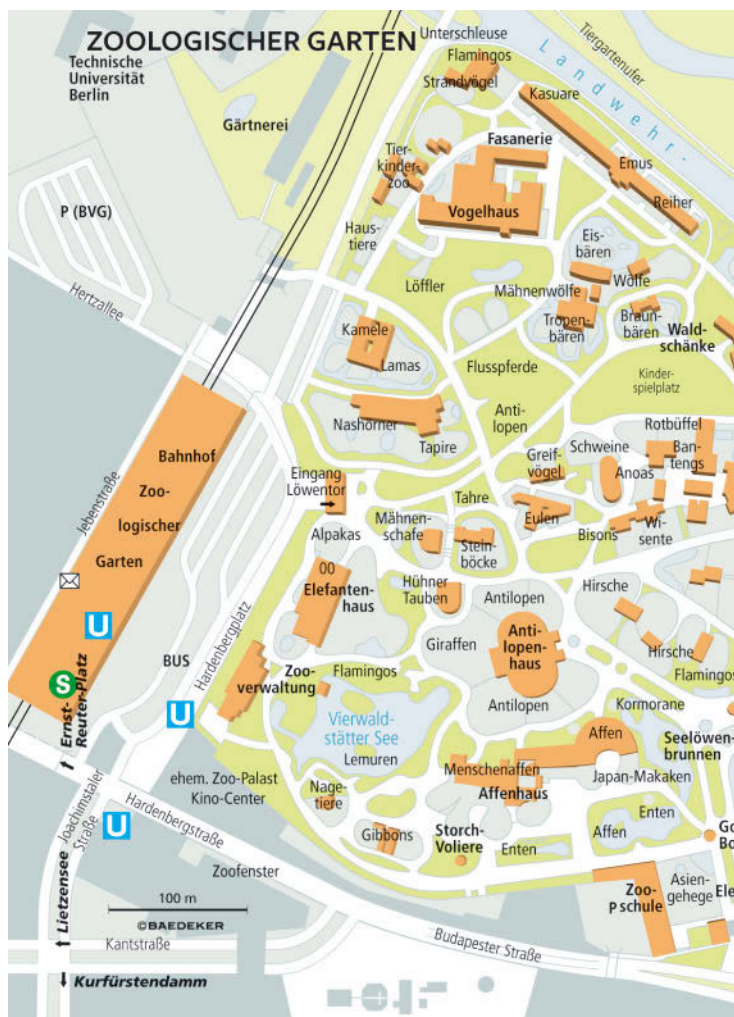 ZOOLOGISCHER GARTEN
Unterschleuse
Tiergartenufer
Landwehr-
Technische
Universität
Berlin
Flamingos
Strandvögel
Kasuare
Gärtnerei
Fasanerie
Tier-
kinder-
zoo
Emus
Vogelhaus
Reiher
P (BVG)
Haus-
tiere
Eis-
bären
Löffler
Mähnenwölfe
Wölfe
Hertzallee
Tropen-
bären
Braun-
bären
Wald-
schänke
Kamele
Lamas
Flusspferde
Kinder-
spielplatz
Nashörner
Tapire
Anti-
lopen
Rotbüffel
Bahnhof
Zoo-
logischer
Garten
Jebenstraße
Eingang
Löwentor
Greif-
vögel
Schweine
Anoas
Ban-
tengs
Tahre
Eulen
Alpakas
Mähnen-
schafe
Stein-
böcke
Bisons
Wi-
sente
OO
Elefanten-
haus
Hühner
Tauben
Antilopen
Hirsche
Giraffen
Anti-
lopen-
haus
Hirsche
U
BUS
Hardenbergplatz
S
Ernst-
Reuter-Platz
Zoo-
verwaltung
Flamingos
Flamingos
Antilopen
Kormorane
U
Vierwald-
stätter See
Lemuren
Affen
Seelöwen-
brunnen
Menschenaffen
Japan-Makaken
Affenhaus
ehem. Zoo-Palast
Kino-Center
Nage-
tiere
Joachimstaler
Straße
U
Hardenbergstraße
Gibbons
Storch-
Voliere
Enten
Enten
Affen
Go
Bo
Lietzensee
Zoofenster
Zoo-
P schule
Asien-
gehege
Ele
100 m
©BAEDEKER
Kantstraße
Budapester Straße
Kurfürstendamm